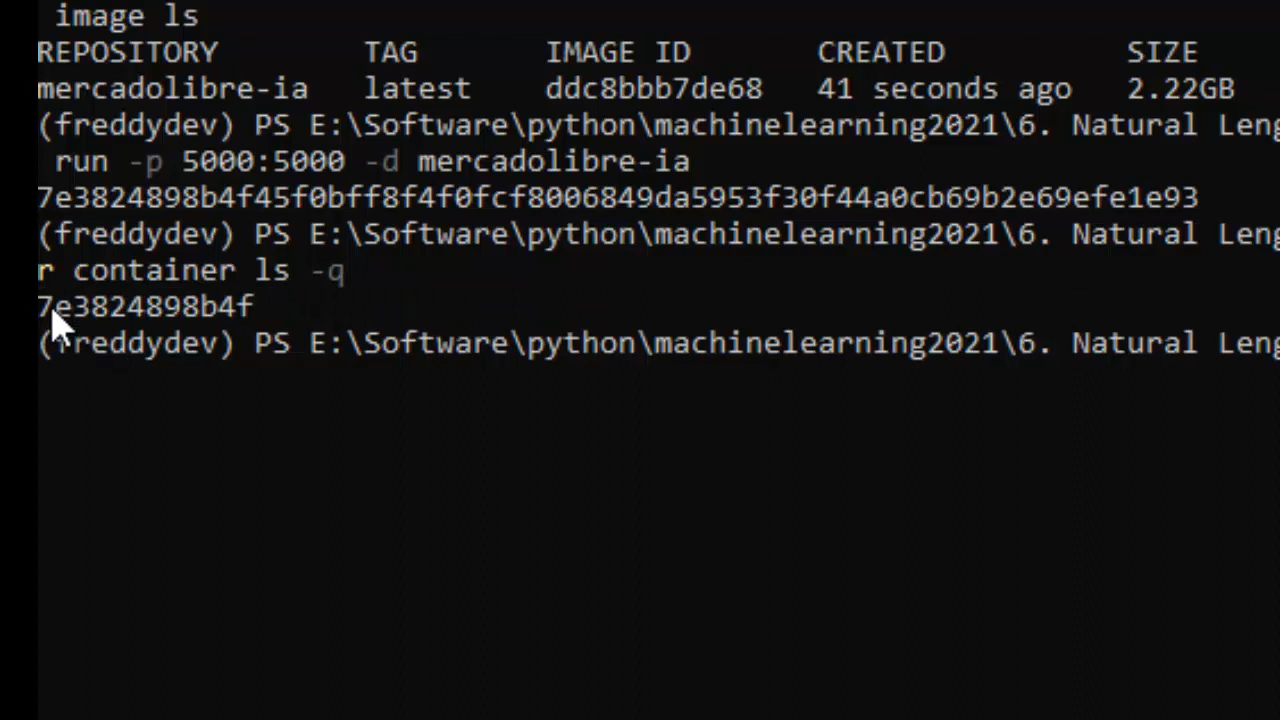 image ls
REPOSITORY TAG IMAGE ID CREATED SIZE
mercadolibre-ia latest ddc8bbb7de68 41 seconds ago 2.22GB
(freddydev) PS E:\Software\python\machinelearning2021\6. Natural Leng
run -p 5000:5000 -d mercadolibre-ia
7e3824898b4f45f0bff8f4f0fcf8006849da5953f30f44a0cb69b2e69efe1e93
(freddydev) PS E:\Software\python\machinelearning2021\6. Natural Leng
r container ls -q
7e3824898b4f
(freddydev) PS E:\Software\python\machinelearning2021\6. Natural Leng